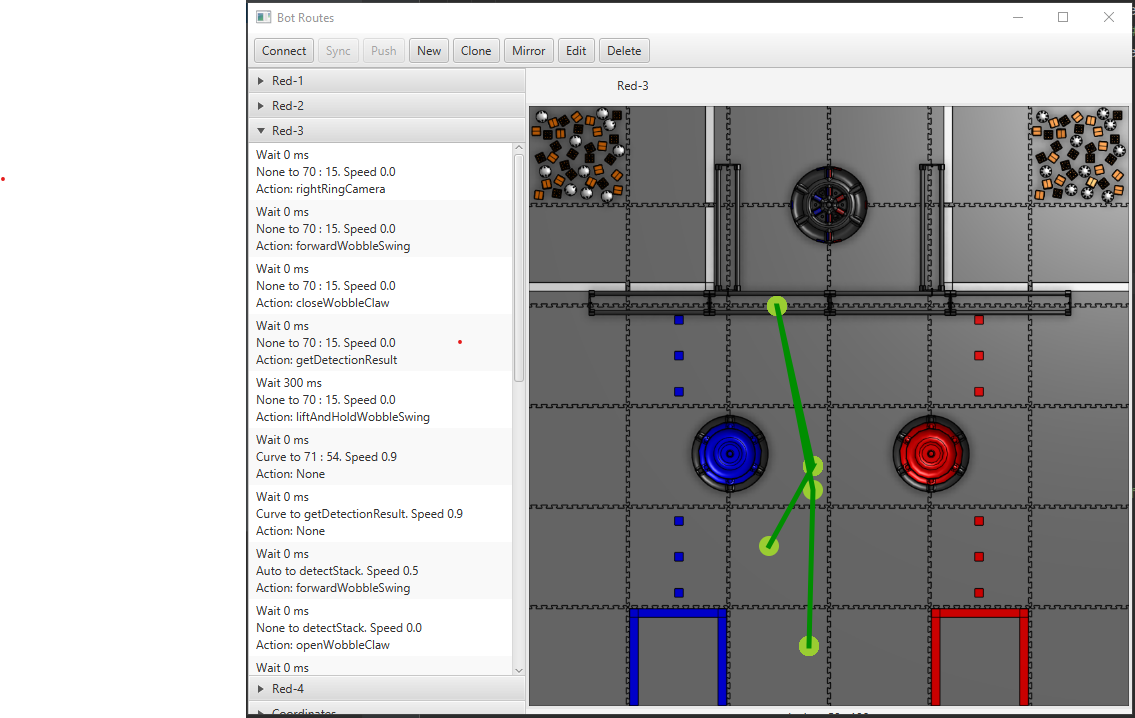 Bot Routes
Connect Sync Push New Clone Mirror Edit Delete
Red-1
Red-2
Red-3
Wait 0 ms
None to 70 : 15. Speed 0.0
Action: rightRingCamera
Wait 0 ms
None to 70 : 15. Speed 0.0
Action: forwardWobbleSwing
Wait 0 ms
None to 70 : 15. Speed 0.0
Action: closeWobbleClaw
Wait 0 ms
None to 70 : 15. Speed 0.0
Action: getDetectionResult
Wait 300 ms
None to 70 : 15. Speed 0.0
Action: liftAndHoldWobbleSwing
Wait 0 ms
Curve to 71 : 54. Speed 0.9
Action: None
Wait 0 ms
Curve to getDetectionResult. Speed 0.9
Action: None
Wait 0 ms
Auto to detectStack. Speed 0.5
Action: forwardWobbleSwing
Wait 0 ms
None to detectStack. Speed 0.0
Action: openWobbleClaw
Wait 0 ms
Red-4
Coordinates
Red-3